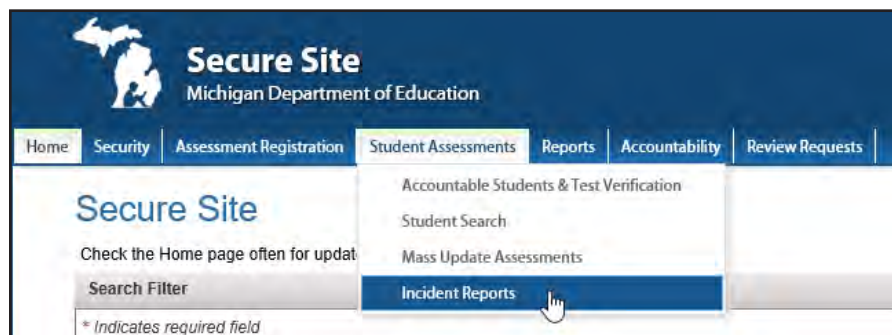 Secure Site
Michigan Department of Education
Home Security Assessment Registration Student Assessments Reports Accountability Review Requests
Accountable Students & Test Verification
Student Search
Mass Update Assessments
Incident Reports
Secure Site
Check the Home page often for updat
Search Filter
* Indicates required field